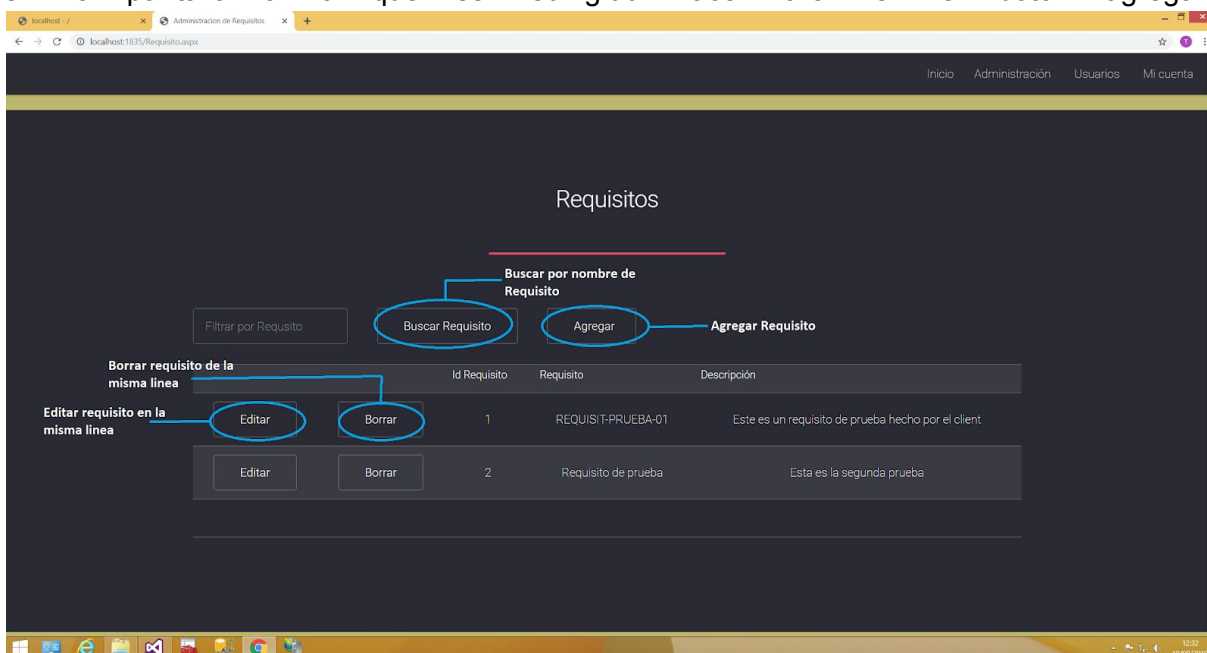 localhost - /
Administracion de Requisitos
localhost:1835/Requisito.aspx
T
Inicio Administración Usuarios Mi cuenta
Requisitos
Buscar por nombre de
Requisito
Filtrar por Requsito Buscar Requisito Agregar Agregar Requisito
Borrar requisito de la
misma linea
Id Requisito Requisito Descripción
Editar requisito en la
misma linea
Editar Borrar 1 REQUISIT-PRUEBA-01 Este es un requisito de prueba hecho por el client
Editar Borrar 2 Requisito de prueba Esta es la segunda prueba
12:32